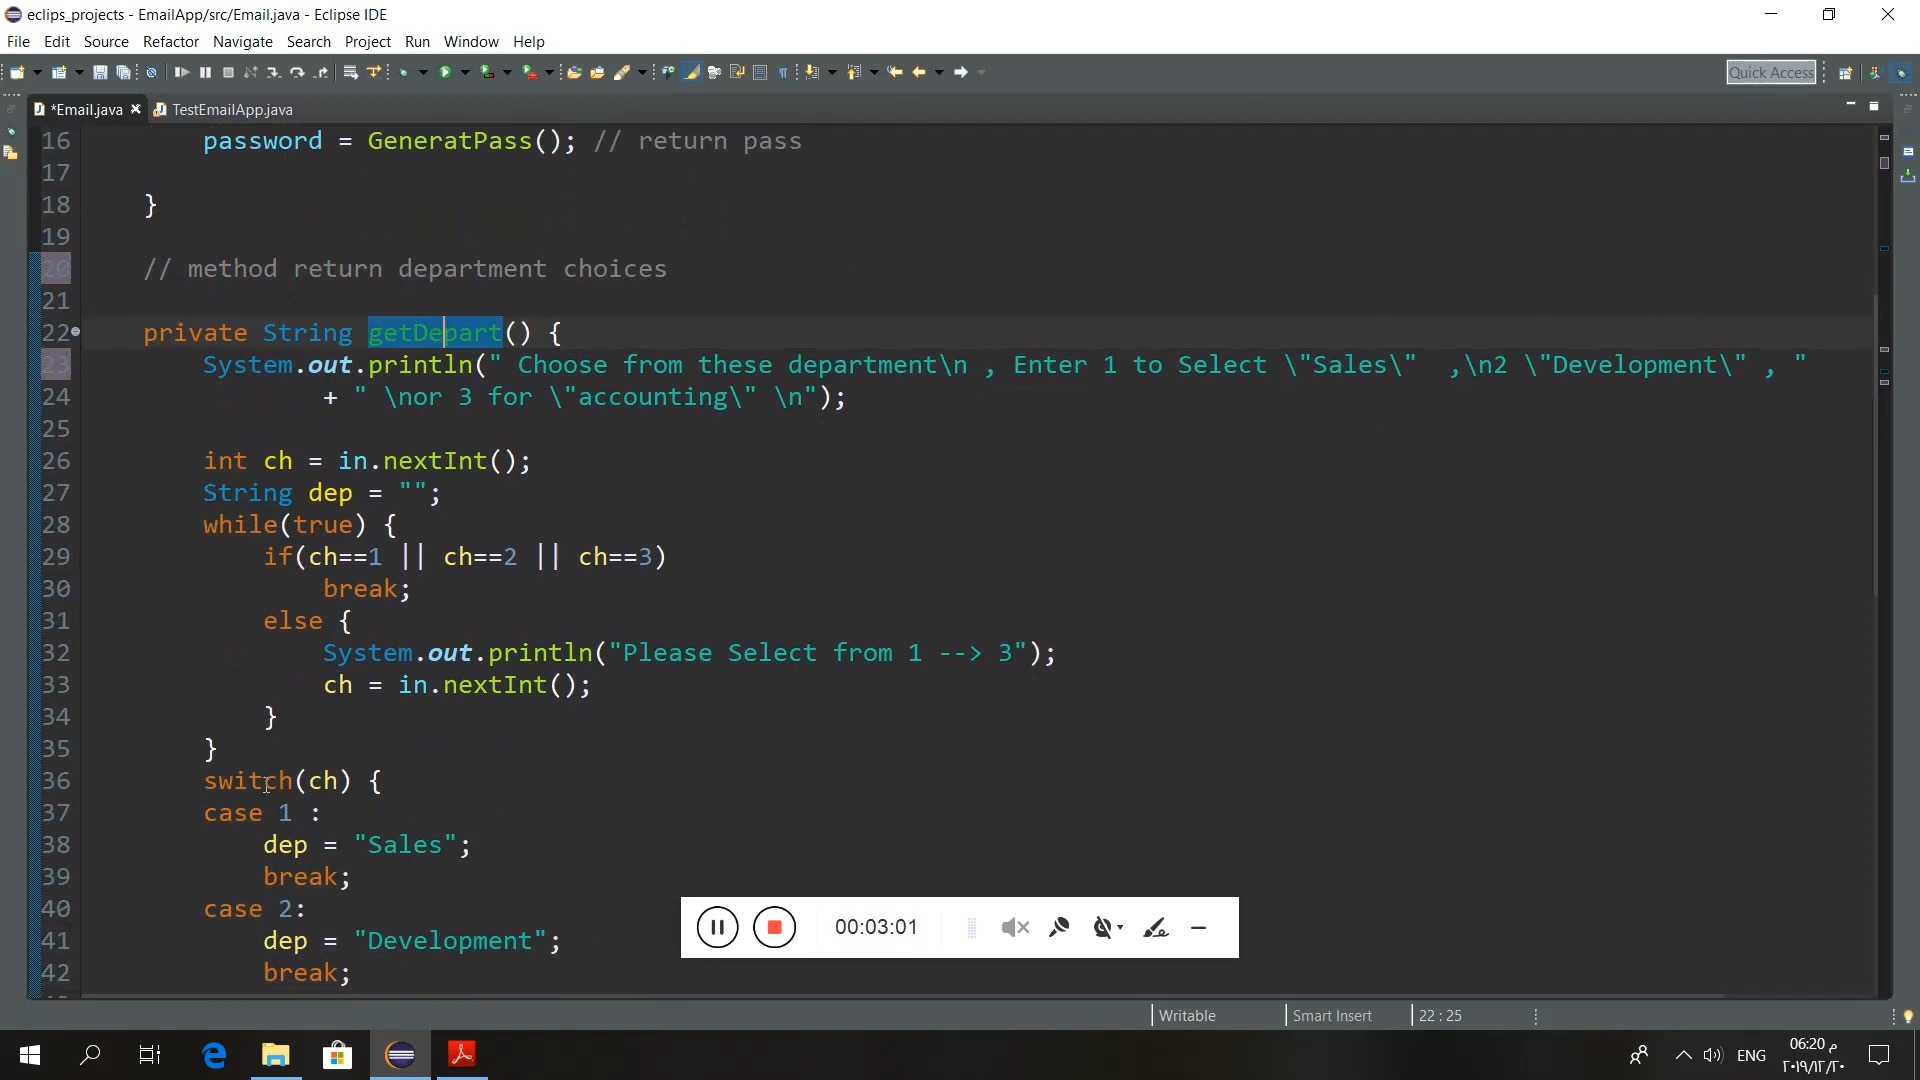 eclips_projects - EmailApp/src/Email.java - Eclipse IDE
File Edit Source Refactor Navigate Search Project Run Window Help
Quick Access
*Email.java TestEmailApp.java
16 password = GeneratPass(); // return pass
17
18 }
19
20 // method return department choices
21
22 private String getDepart() {
23 System.out.println(" Choose from these department\n , Enter 1 to Select \"Sales\"  ,\n2 \"Development\" , "
24 + " \nor 3 for \"accounting\" \n");
25
26 int ch = in.nextInt();
27 String dep = "";
28 while(true) {
29 if(ch==1 || ch==2 || ch==3)
30 break;
31 else {
32 System.out.println("Please Select from 1 --> 3");
33 ch = in.nextInt();
34 }
35 }
36 switch(ch) {
37 case 1 :
38 dep = "Sales";
39 break;
40 case 2:
41 dep = "Development";
42 break;
00:03:01
Writable Smart Insert 22 : 25
ENG
06:20 م
٢٠١٩/١٢/٢٠